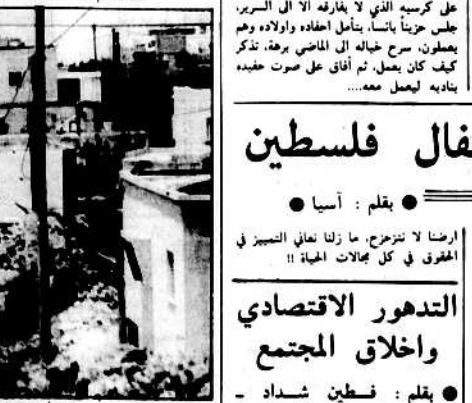 على كرسيه الذي لا يفارقه الا الى السرير،
جلس حزيناً بائساً، يتأمل احفاده واولاده وهم
يعملون، سرح خياله الى الماضي برهة، تذكر
كيف كان يعمل، ثم أفاق على صوت حفيده
يناديه ليعمل معه....
فال فلسطين
● بقلم : آسيا ●
ارضنا لا نتزحزح، ما زلنا نعاني التمييز في
الحقوق في كل مجالات الحياة !!
التدهور الاقتصادي
واخلاق المجتمع
● بقلم : فطين شداد -